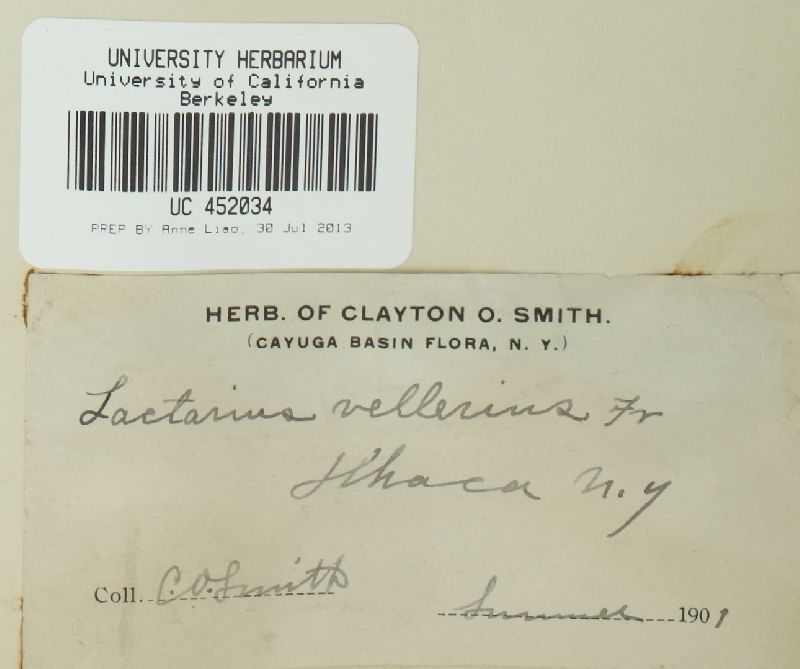 UNIVERSITY HERBARIUM
University of California
Berkeley
UC 452034
PREP BY Anne Liao, 30 Jul 2013
HERB. OF CLAYTON O. SMITH.
(CAYUGA BASIN FLORA, N. Y.)
Lactarius vellerius Fr
Ithaca N.Y
Coll. C.O. Smith
Summer 1901